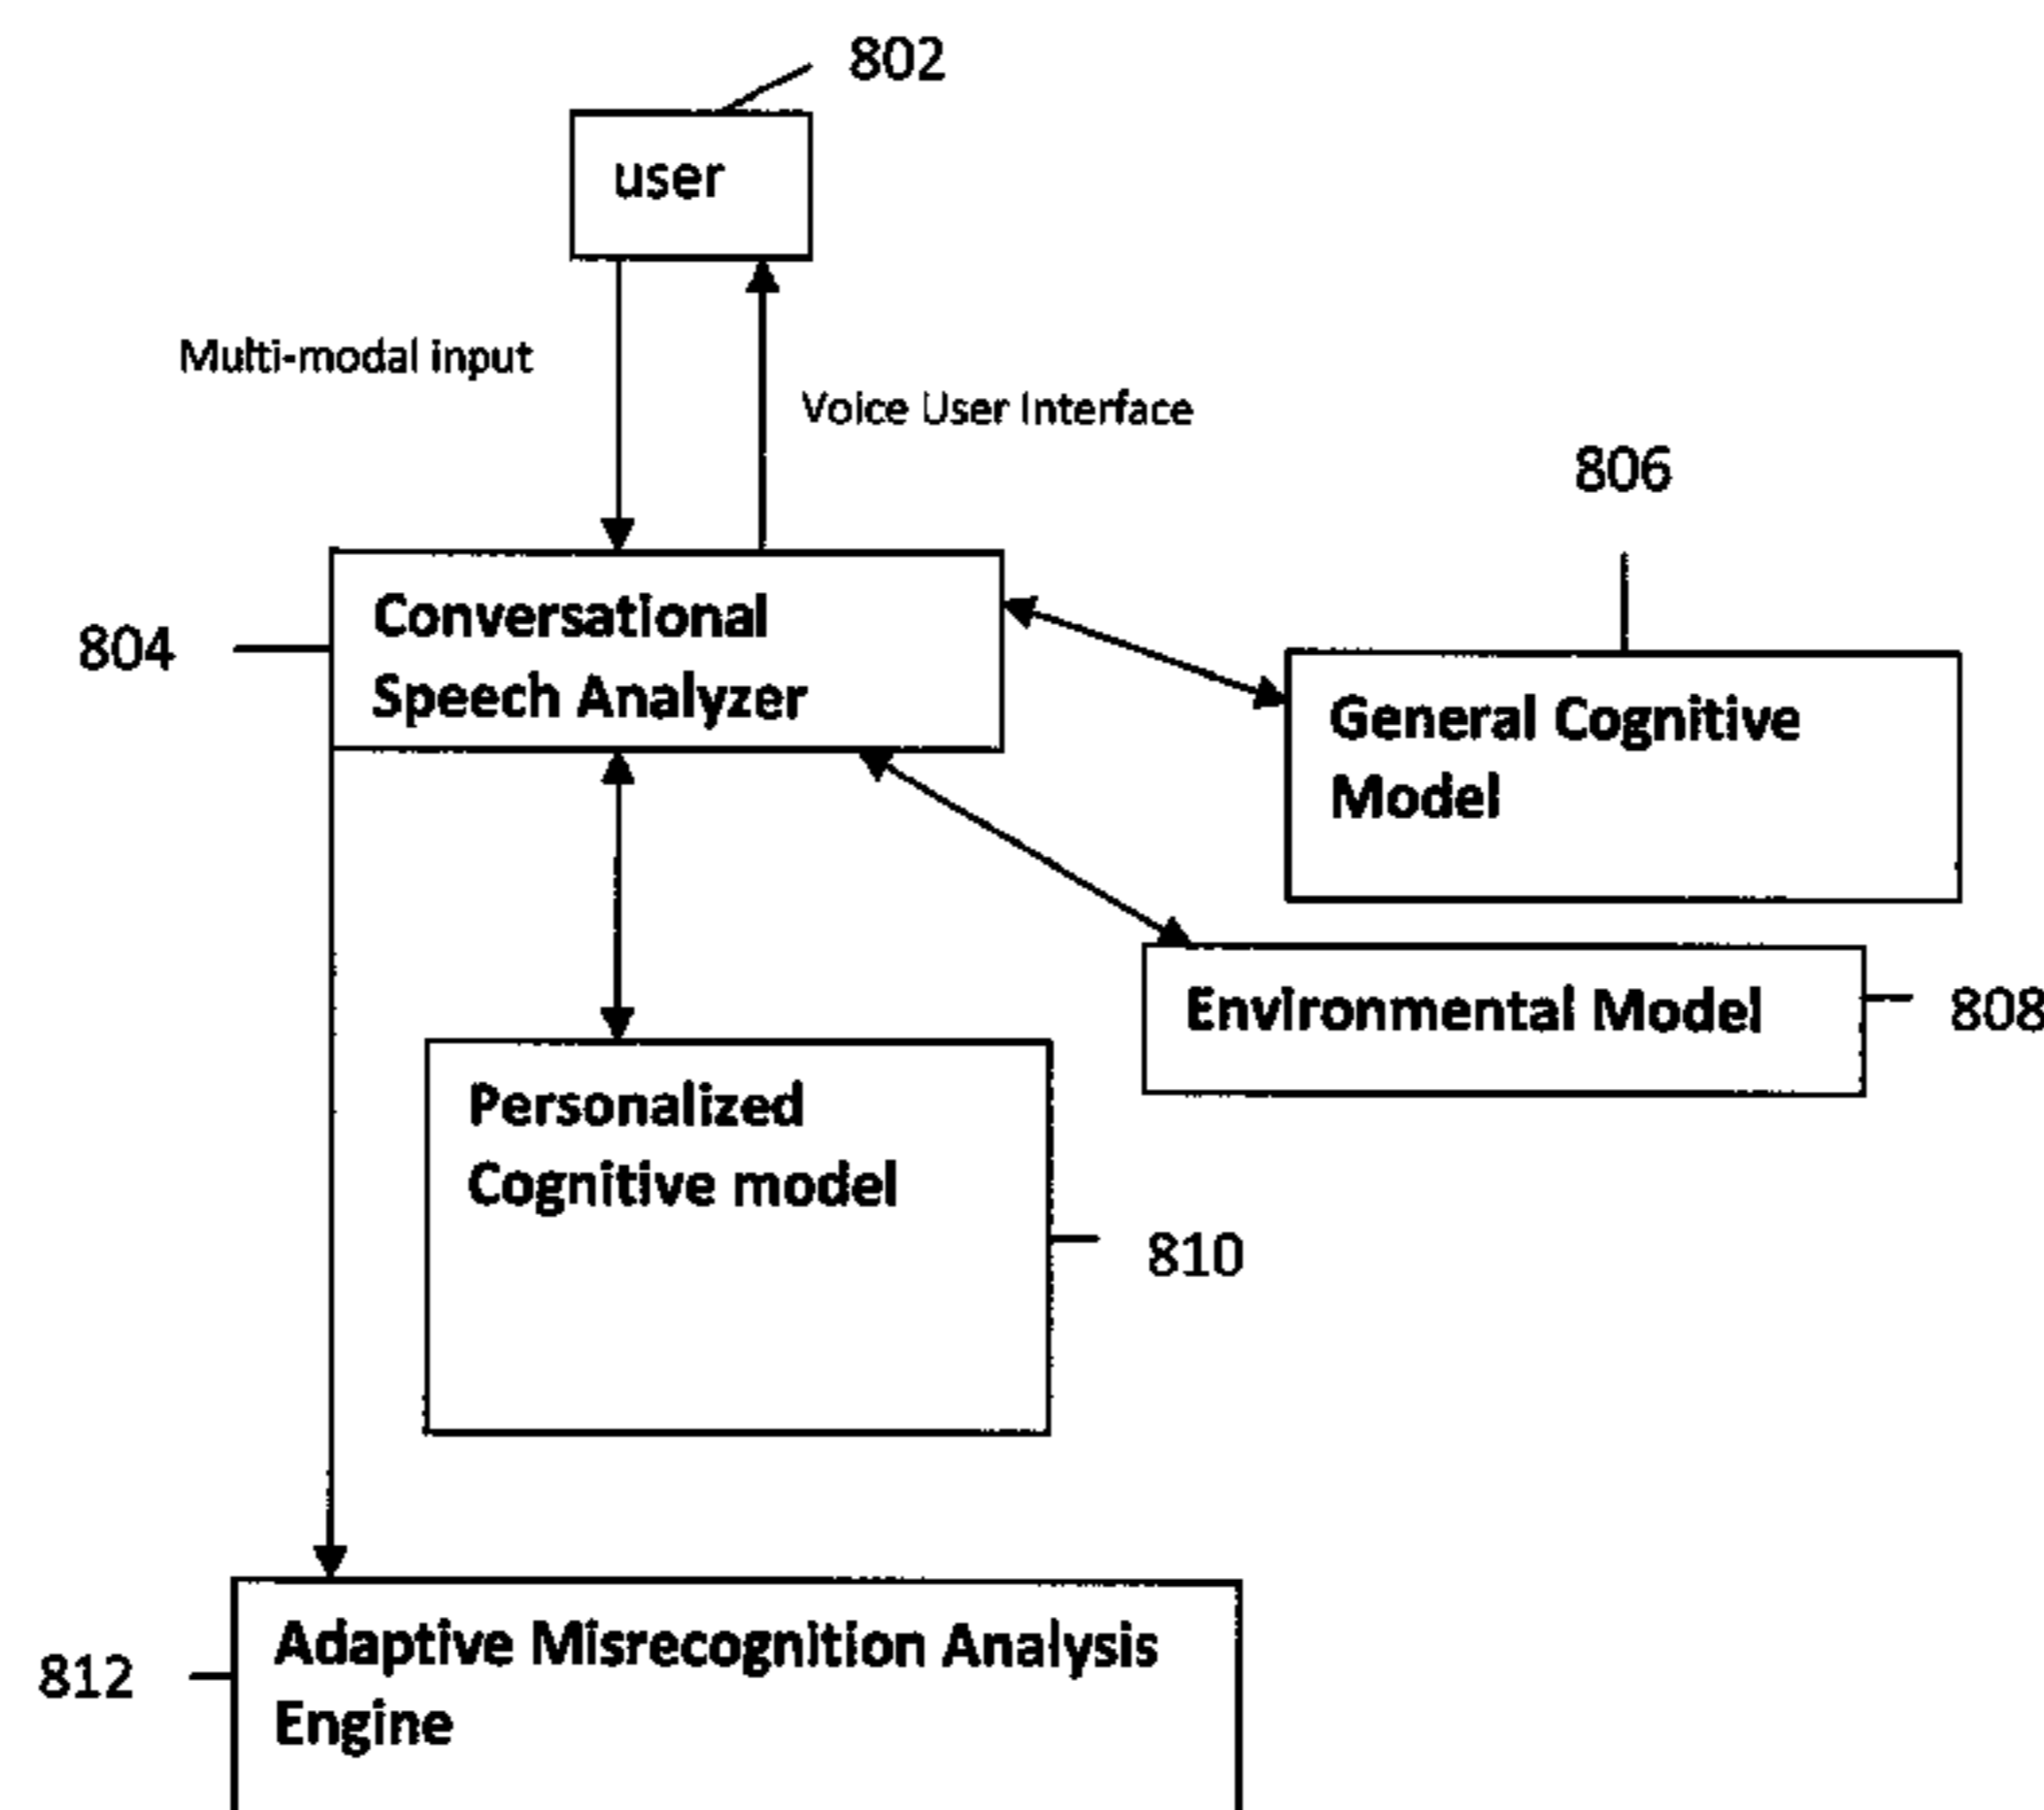 802
user
Multi-modal input
Voice User Interface
806
804
Conversational
Speech Analyzer
General Cognitive
Model
Environmental Model
808
Personalized
Cognitive model
810
Adaptive Misrecognition Analysis
Engine
812